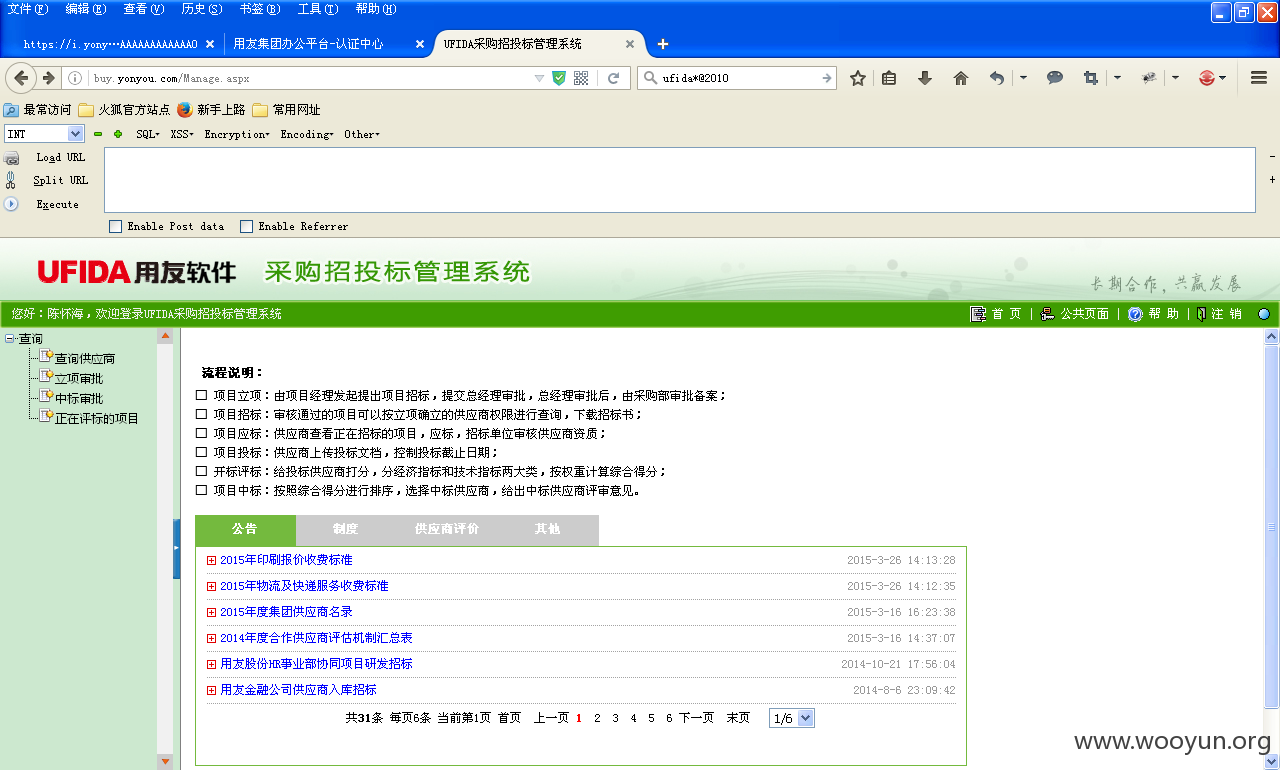 文件(F) 编辑(E) 查看(V) 历史(S) 书签(B) 工具(T) 帮助(H)
https://i.yony…AAAAAAAAAAAAO 用友集团办公平台-认证中心 UFIDA采购招投标管理系统
buy.yonyou.com/Manage.aspx ufida*@2010
最常访问 火狐官方站点 新手上路 常用网址
INT SQL XSS Encryption Encoding Other
Load URL
Split URL
Execute
Enable Post data Enable Referrer
UFIDA用友软件 采购招投标管理系统 长期合作，共赢发展
您好：陈怀海，欢迎登录UFIDA采购招投标管理系统 首 页 | 公共页面 | 帮 助 | 注 销
查询
查询供应商
立项审批
中标审批
正在评标的项目
流程说明：
项目立项：由项目经理发起提出项目招标，提交总经理审批，总经理审批后，由采购部审批备案；
项目招标：审核通过的项目可以按立项确立的供应商权限进行查询，下载招标书；
项目应标：供应商查看正在招标的项目，应标，招标单位审核供应商资质；
项目投标：供应商上传投标文档，控制投标截止日期；
开标评标：给投标供应商打分，分经济指标和技术指标两大类，按权重计算综合得分；
项目中标：按照综合得分进行排序，选择中标供应商，给出中标供应商评审意见。
公告 制度 供应商评价 其他
2015年印刷报价收费标准 2015-3-26 14:13:28
2015年物流及快递服务收费标准 2015-3-26 14:12:35
2015年度集团供应商名录 2015-3-16 16:23:38
2014年度合作供应商评估机制汇总表 2015-3-16 14:37:07
用友股份HR事业部协同项目研发招标 2014-10-21 17:56:04
用友金融公司供应商入库招标 2014-8-6 23:09:42
共31条 每页6条 当前第1页 首页 上一页 1 2 3 4 5 6 下一页 末页 1/6
www.wooyun.org